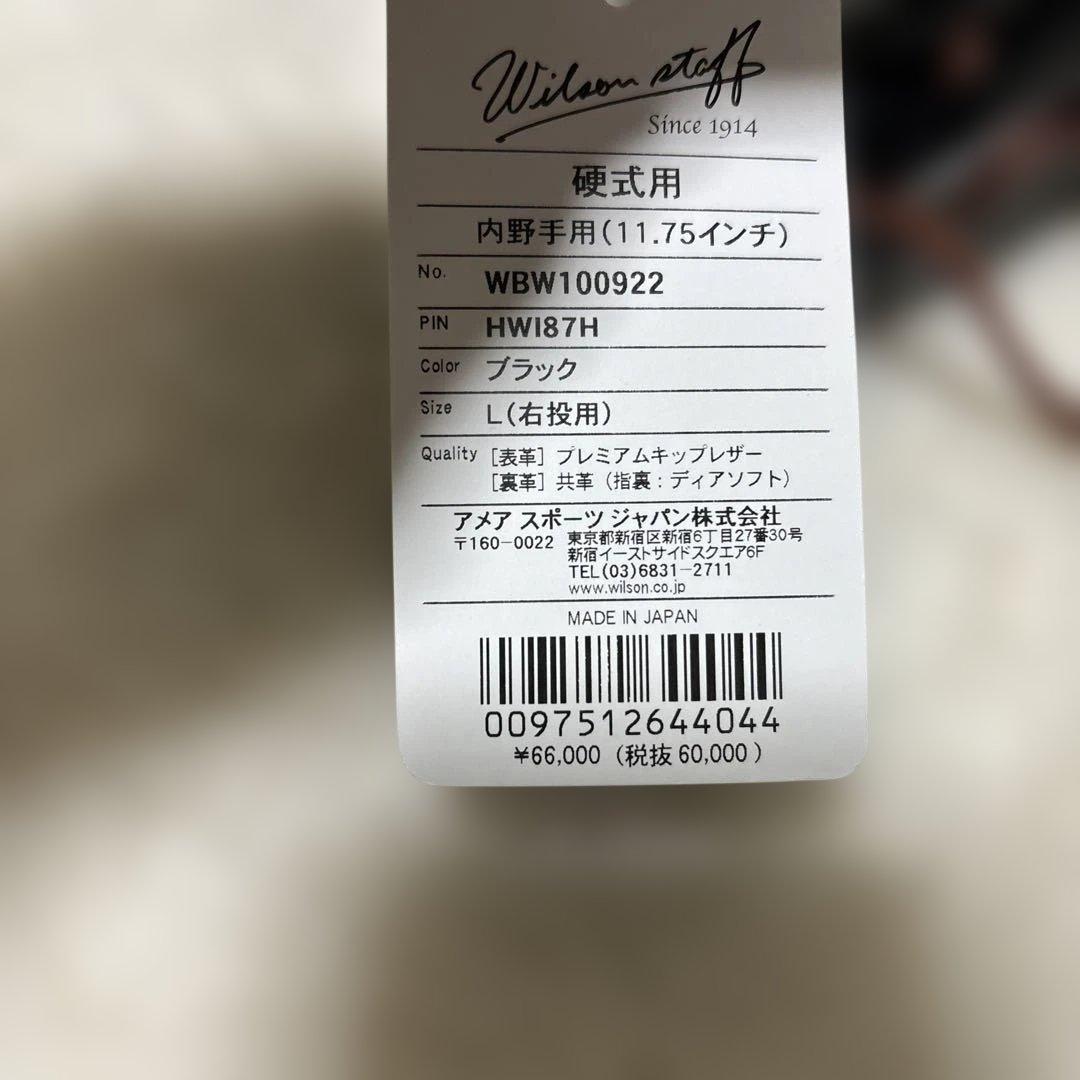 Wilson staff
Since 1914
硬式用
内野手用(11.75インチ)
No. WBW100922
PIN HWI87H
Color ブラック
Size L(右投用)
Quality [表革] プレミアムキップレザー
[裏革] 共革 (指裏:ディアソフト)
アメア スポーツ ジャパン株式会社
〒160-0022 東京都新宿区新宿6丁目27番30号
新宿イーストサイドスクエア6F
TEL(03)6831-2711
www.wilson.co.jp
MADE IN JAPAN
0097512644044
¥66,000 (税抜 60,000 )